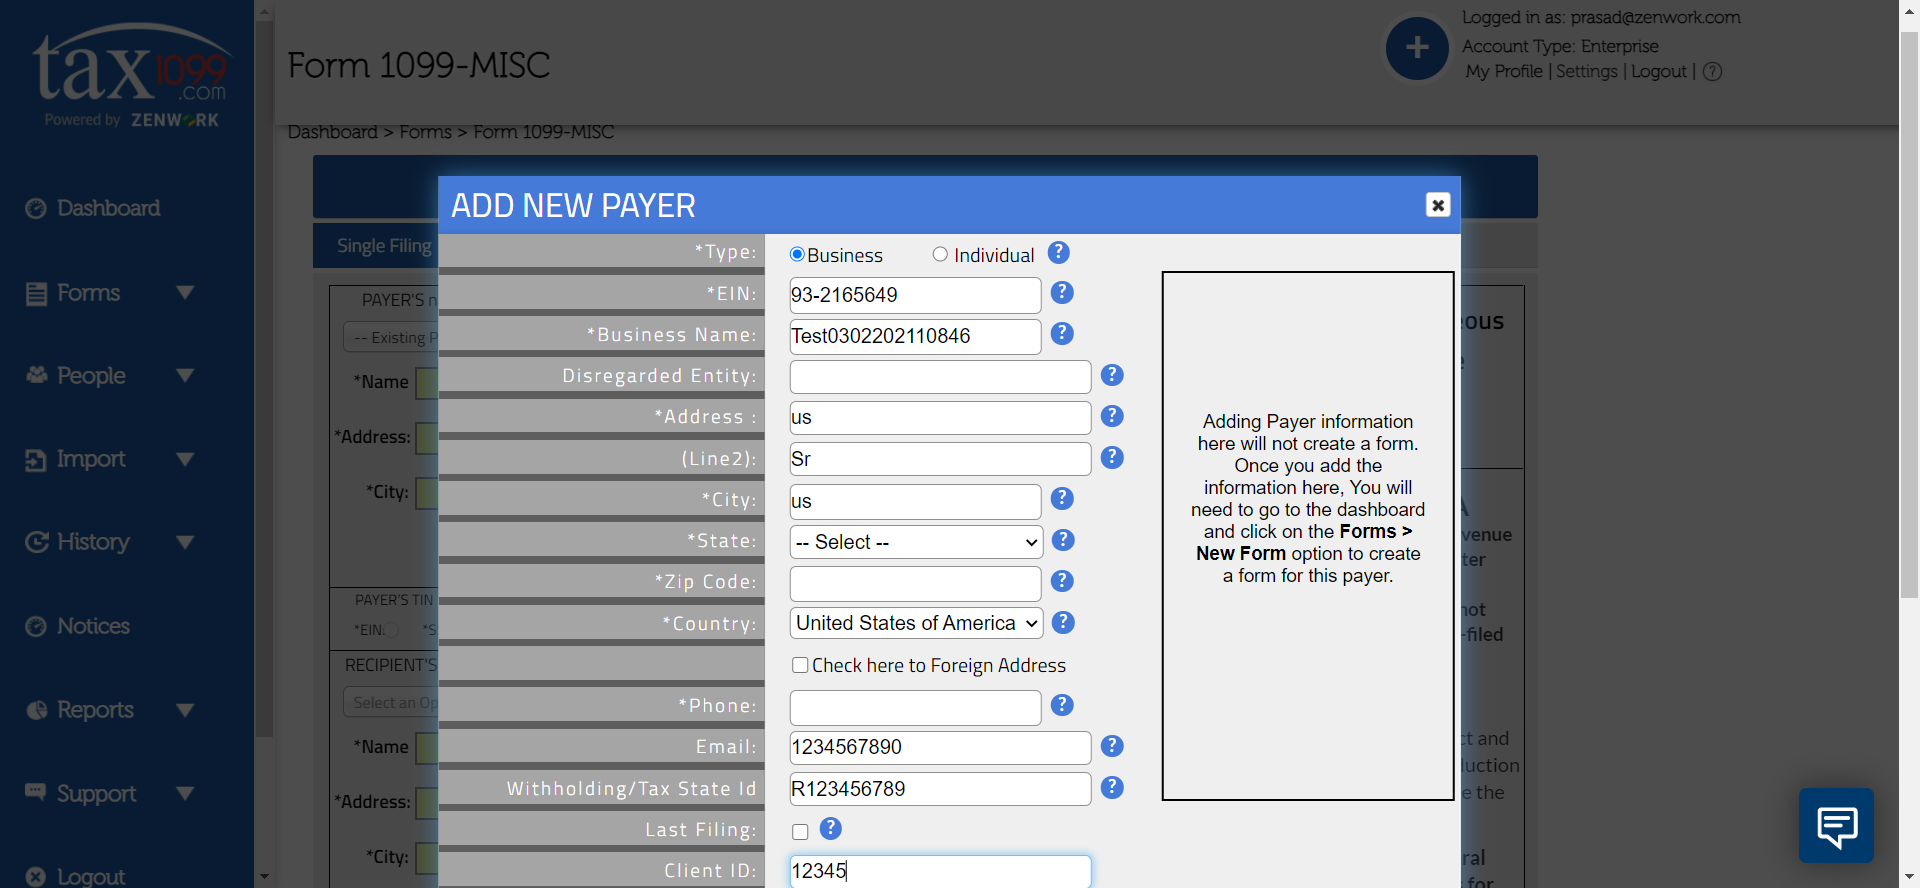 tax1099.com
Powered by ZENWORK
Dashboard
Forms
People
Import
History
Notices
Reports
Support
Logout
Form 1099-MISC
Logged in as: prasad@zenwork.com
Account Type: Enterprise
My Profile | Settings | Logout | ?
Dashboard > Forms > Form 1099-MISC
Single Filing
PAYER'S
-- Existing P
*Name
*Address:
*City:
PAYER'S TIN
*EIN:
*S
RECIPIENT'S
Select an Op
*Name
*Address:
*City:
ADD NEW PAYER
*Type: Business Individual ?
*EIN: 93-2165649 ?
*Business Name: Test0302202110846 ?
Disregarded Entity: ?
*Address : us ?
(Line2): Sr ?
*City: us ?
*State: -- Select -- ?
*Zip Code: ?
*Country: United States of America ?
Check here to Foreign Address
*Phone: ?
Email: 1234567890 ?
Withholding/Tax State Id R123456789 ?
Last Filing: ?
Client ID: 12345
Adding Payer information
here will not create a form.
Once you add the
information here, You will
need to go to the dashboard
and click on the Forms >
New Form option to create
a form for this payer.
ous
venue
ter
not
-filed
ct and
luction
e the
ral
for